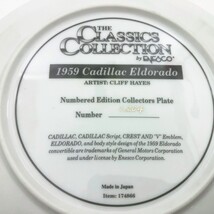 THE
CLASSICS
COLLECTION
by ENESCO
1959 Cadillac Eldorado
ARTIST: CLIFF HAYES
Numbered Edition Collectors Plate
Number
CADILLAC, CADILLAC Script, CREST AND "V" Emblem,
ELDORADO, and body style design of the 1959 Eldorado
convertible are trademarks of General Motors Corporation
used under license by Enesco Corporation.
Made in Japan
Item: 174068